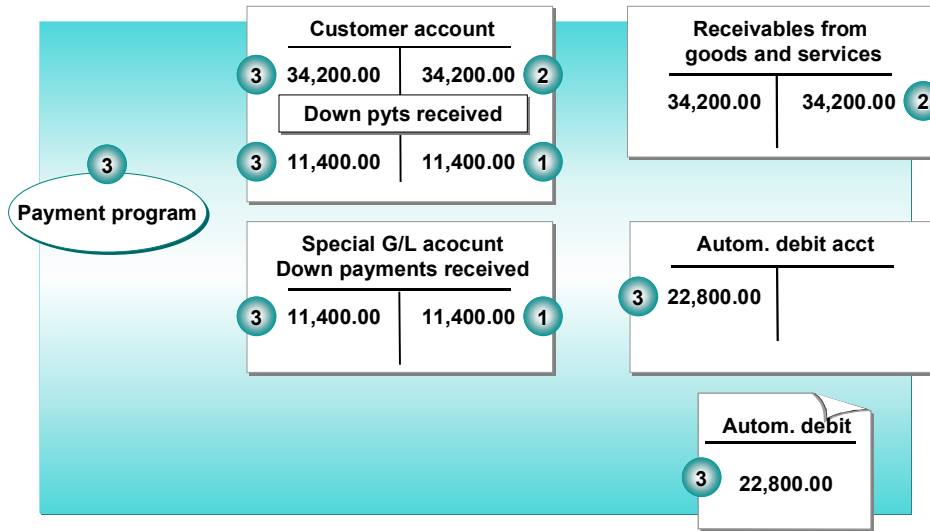 Customer account
3 34,200.00 34,200.00 2
Down pyts received
3 11,400.00 11,400.00 1
Receivables from
goods and services
34,200.00 34,200.00 2
3
Payment program
Special G/L acocunt
Down payments received
3 11,400.00 11,400.00 1
Autom. debit acct
3 22,800.00
Autom. debit
3 22,800.00